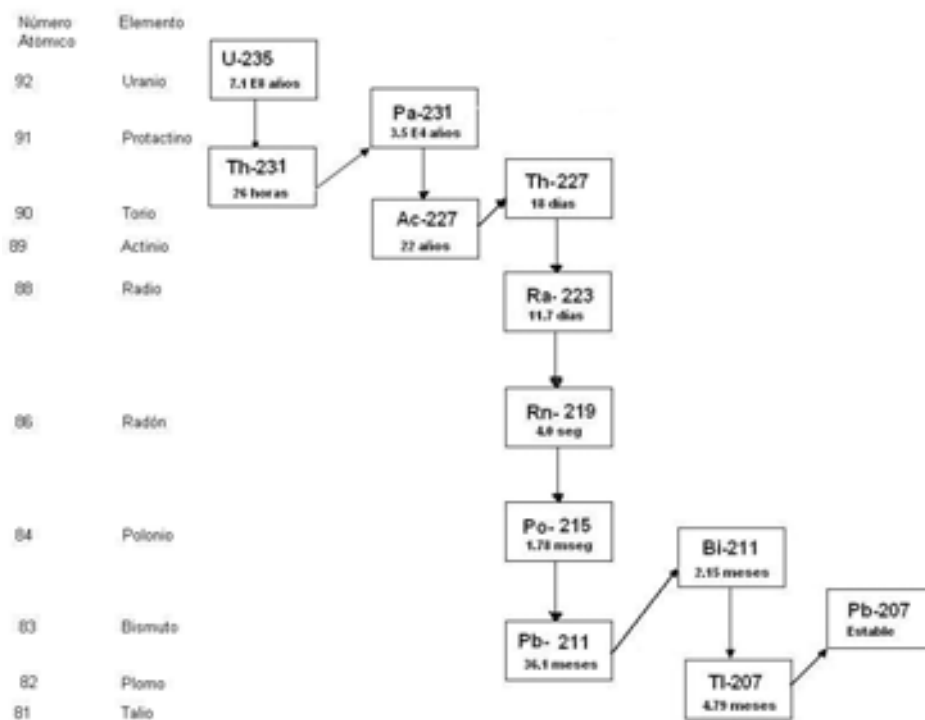 Número
Atómico
Elemento
92
Uranio
91
Protactino
90
Torio
89
Actinio
88
Radio
86
Radón
84
Polonio
83
Bismuto
82
Plomo
81
Talio
U-235
7.1 E8 años
Th-231
26 horas
Pa-231
3.5 E4 años
Ac-227
22 años
Th-227
18 días
Ra- 223
11.7 días
Rn- 219
4.0 seg
Po- 215
1.78 mseg
Pb- 211
36.1 meses
Bi-211
2.15 meses
Tl-207
4.79 meses
Pb-207
Estable